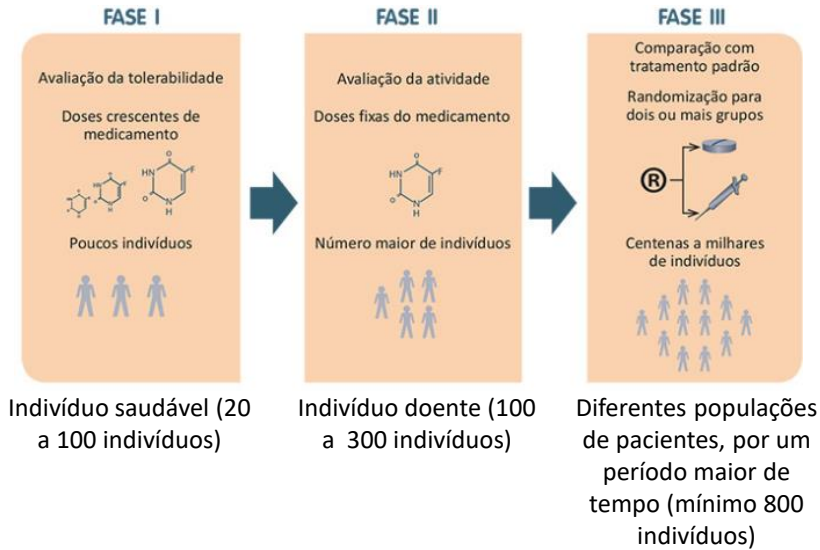 FASE I
Avaliação da tolerabilidade
Doses crescentes de
medicamento
Poucos indivíduos
Indivíduo saudável (20
a 100 indivíduos)
FASE II
Avaliação da atividade
Doses fixas do medicamento
HN
O
F
O
N
H
Número maior de indivíduos
Indivíduo doente (100
a 300 indivíduos)
FASE III
Comparação com
tratamento padrão
Randomização para
dois ou mais grupos
R
Centenas a milhares
de indivíduos
Diferentes populações
de pacientes, por um
período maior de
tempo (mínimo 800
indivíduos)